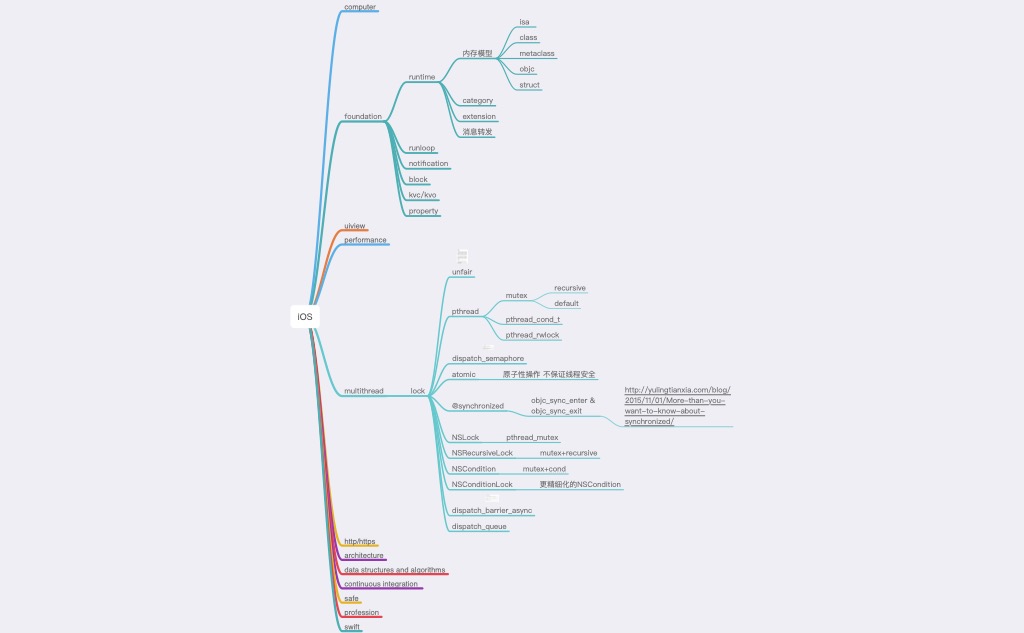 computer
isa
class
内存模型
metaclass
objc
runtime
struct
category
foundation
extension
消息转发
runloop
notification
block
kvc/kvo
property
uiview
performance
unfair
recursive
mutex
default
pthread
pthread_cond_t
iOS
pthread_rwlock
dispatch_semaphore
atomic
原子性操作 不保证线程安全
multithread
lock
@synchronized
objc_sync_enter &
objc_sync_exit
http://yulingtianxia.com/blog/
2015/11/01/More-than-you-
want-to-know-about-
synchronized/
NSLock
pthread_mutex
NSRecursiveLock
mutex+recursive
NSCondition
mutex+cond
NSConditionLock
更精细化的NSCondition
dispatch_barrier_async
dispatch_queue
http/https
architecture
data structures and algorithms
continuous integration
safe
profession
swift